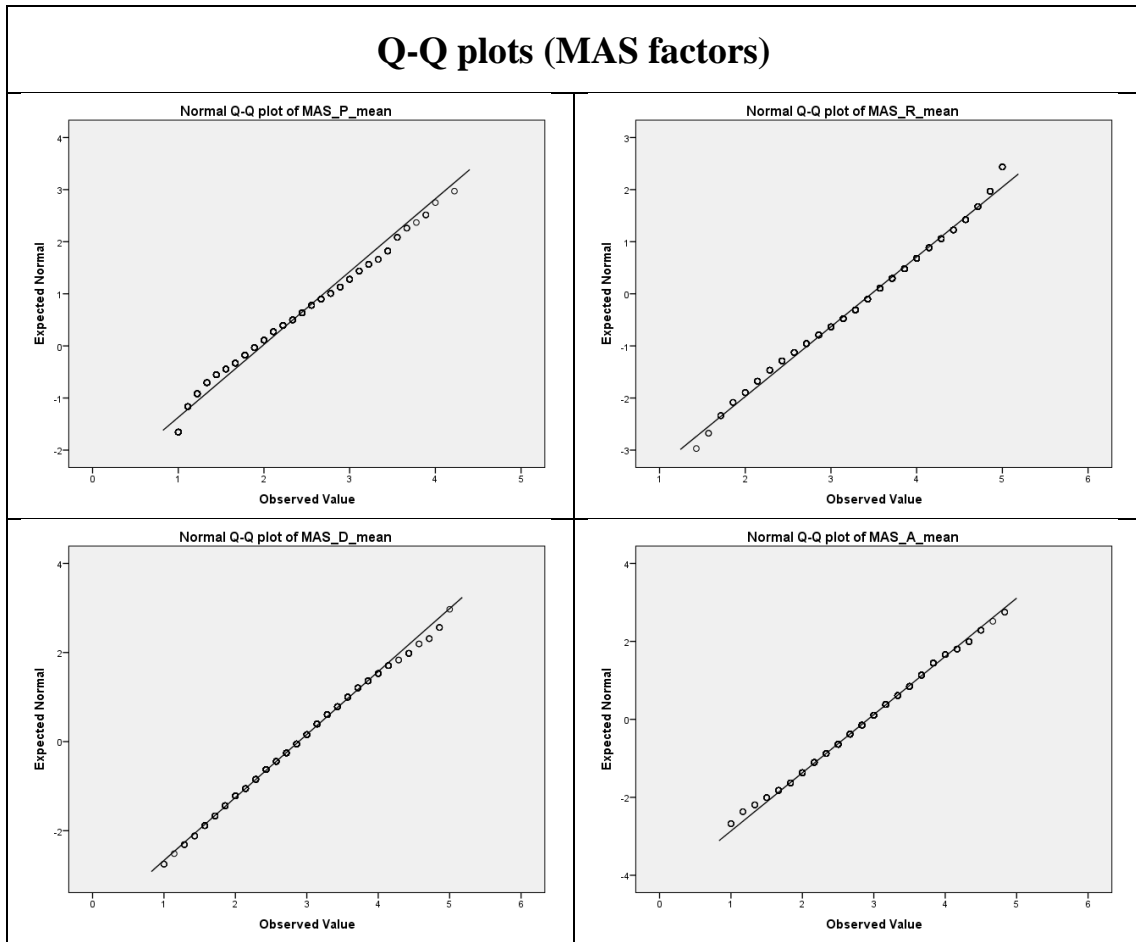 Q-Q plots (MAS factors)
Normal Q-Q plot of MAS_P_mean
4
3
2
1
0
-1
-2
Expected Normal
0 1 2 3 4 5
Observed Value
Normal Q-Q plot of MAS_R_mean
3
2
1
0
-1
-2
-3
Expected Normal
1 2 3 4 5 6
Observed Value
Normal Q-Q plot of MAS_D_mean
4
2
0
-2
Expected Normal
0 1 2 3 4 5 6
Observed Value
Normal Q-Q plot of MAS_A_mean
4
2
0
-2
-4
Expected Normal
0 1 2 3 4 5 6
Observed Value